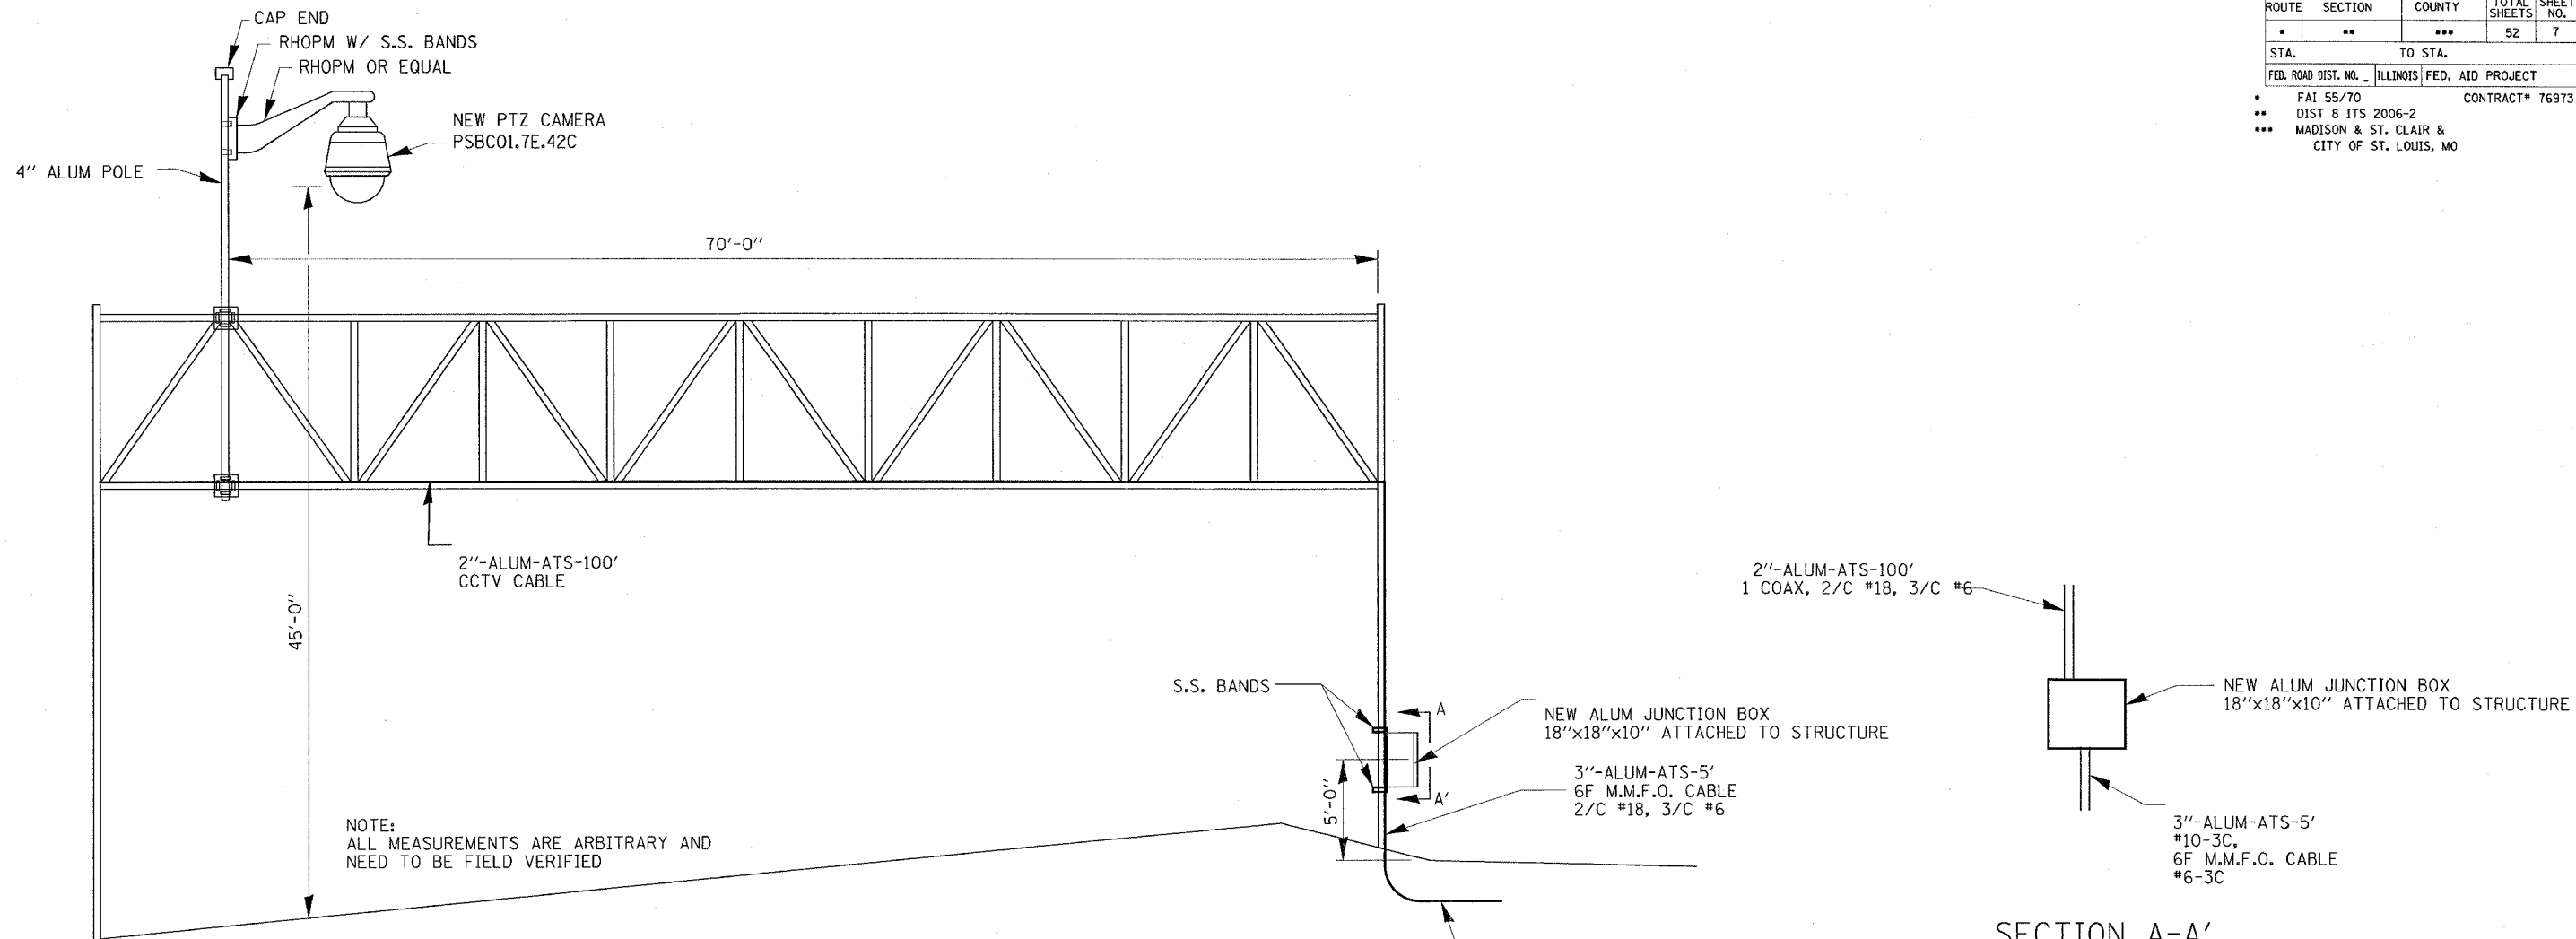 CAP END
RHOPM W/ S.S. BANDS
RHOPM OR EQUAL
NEW PTZ CAMERA
PSBC01.7E.42C
4" ALUM POLE
70'-0"
45'-0"
2"-ALUM-ATS-100'
CCTV CABLE
NOTE:
ALL MEASUREMENTS ARE ARBITRARY AND
NEED TO BE FIELD VERIFIED
S.S. BANDS
A
A'
5'-0"
NEW ALUM JUNCTION BOX
18"x18"x10" ATTACHED TO STRUCTURE
3"-ALUM-ATS-5'
6F M.M.F.O. CABLE
2/C #18, 3/C #6
ROUTE SECTION COUNTY TOTAL SHEETS SHEET NO.
* ** *** 52 7
STA. TO STA.
FED. ROAD DIST. NO. _ ILLINOIS FED. AID PROJECT
* FAI 55/70 CONTRACT# 76973
** DIST 8 ITS 2006-2
*** MADISON & ST. CLAIR &
CITY OF ST. LOUIS, MO
2"-ALUM-ATS-100'
1 COAX, 2/C #18, 3/C #6
NEW ALUM JUNCTION BOX
18"x18"x10" ATTACHED TO STRUCTURE
3"-ALUM-ATS-5'
#10-3C,
6F M.M.F.O. CABLE
#6-3C
SECTION A-A'